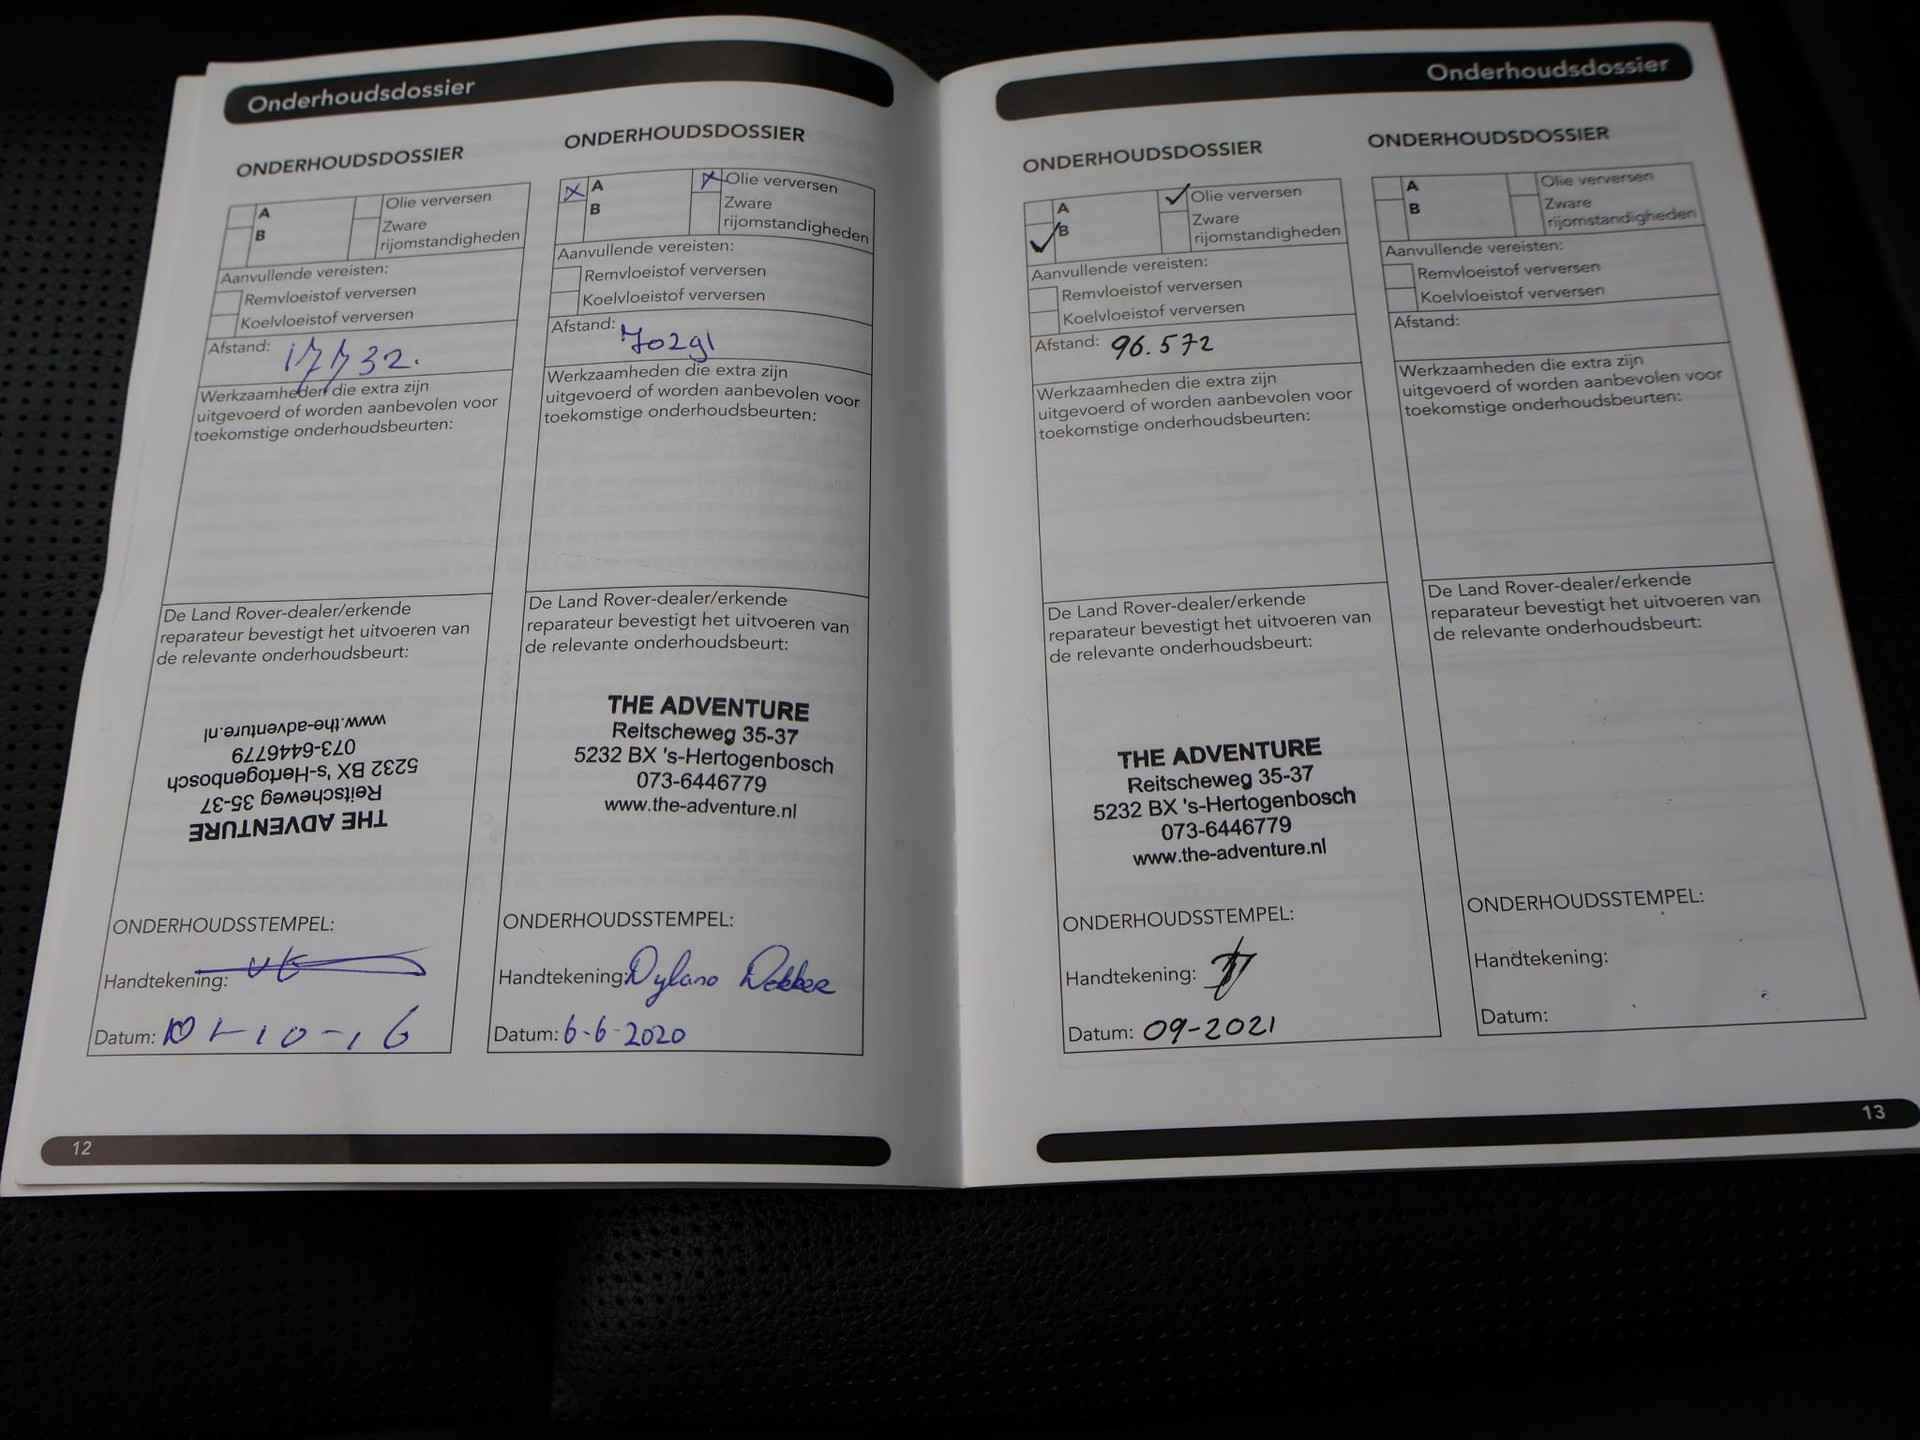 Onderhoudsdossier
ONDERHOUDSDOSSIER
A
B
Olie verversen
Zware
rijomstandigheden
Aanvullende vereisten:
Remvloeistof verversen
Koelvloeistof verversen
Afstand: 17732.
Werkzaamheden die extra zijn
uitgevoerd of worden aanbevolen voor
toekomstige onderhoudsbeurten:
De Land Rover-dealer/erkende
reparateur bevestigt het uitvoeren van
de relevante onderhoudsbeurt:
THE ADVENTURE
Reitscheweg 35-37
5232 BX 's-Hertogenbosch
073-6446779
www.the-adventure.nl
ONDERHOUDSSTEMPEL:
Handtekening:
Datum:
ONDERHOUDSDOSSIER
A
B
Olie verversen
Zware
rijomstandigheden
Aanvullende vereisten:
Remvloeistof verversen
Koelvloeistof verversen
Afstand: 70291
Werkzaamheden die extra zijn
uitgevoerd of worden aanbevolen voor
toekomstige onderhoudsbeurten:
De Land Rover-dealer/erkende
reparateur bevestigt het uitvoeren van
de relevante onderhoudsbeurt:
THE ADVENTURE
Reitscheweg 35-37
5232 BX 's-Hertogenbosch
073-6446779
www.the-adventure.nl
ONDERHOUDSSTEMPEL:
Handtekening: Dylano Dekker
Datum: 6-6-2020
12
Onderhoudsdossier
ONDERHOUDSDOSSIER
A
B
Olie verversen
Zware
rijomstandigheden
Aanvullende vereisten:
Remvloeistof verversen
Koelvloeistof verversen
Afstand: 96.572
Werkzaamheden die extra zijn
uitgevoerd of worden aanbevolen voor
toekomstige onderhoudsbeurten:
De Land Rover-dealer/erkende
reparateur bevestigt het uitvoeren van
de relevante onderhoudsbeurt:
THE ADVENTURE
Reitscheweg 35-37
5232 BX 's-Hertogenbosch
073-6446779
www.the-adventure.nl
ONDERHOUDSSTEMPEL:
Handtekening:
Datum: 09-2021
ONDERHOUDSDOSSIER
A
B
Olie verversen
Zware
rijomstandigheden
Aanvullende vereisten:
Remvloeistof verversen
Koelvloeistof verversen
Afstand:
Werkzaamheden die extra zijn
uitgevoerd of worden aanbevolen voor
toekomstige onderhoudsbeurten:
De Land Rover-dealer/erkende
reparateur bevestigt het uitvoeren van
de relevante onderhoudsbeurt:
ONDERHOUDSSTEMPEL:
Handtekening:
Datum:
13